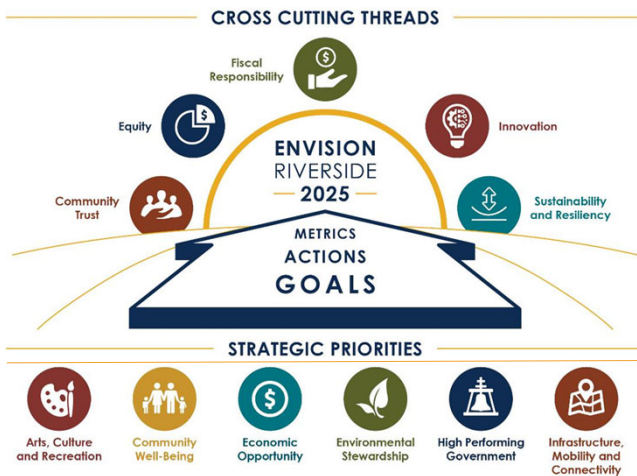 CROSS CUTTING THREADS
Fiscal
Responsibility
Equity
Innovation
Community
Trust
Sustainability
and Resiliency
ENVISION
RIVERSIDE
2025
METRICS
ACTIONS
GOALS
STRATEGIC PRIORITIES
Arts, Culture
and Recreation
Community
Well-Being
Economic
Opportunity
Environmental
Stewardship
High Performing
Government
Infrastructure,
Mobility and
Connectivity